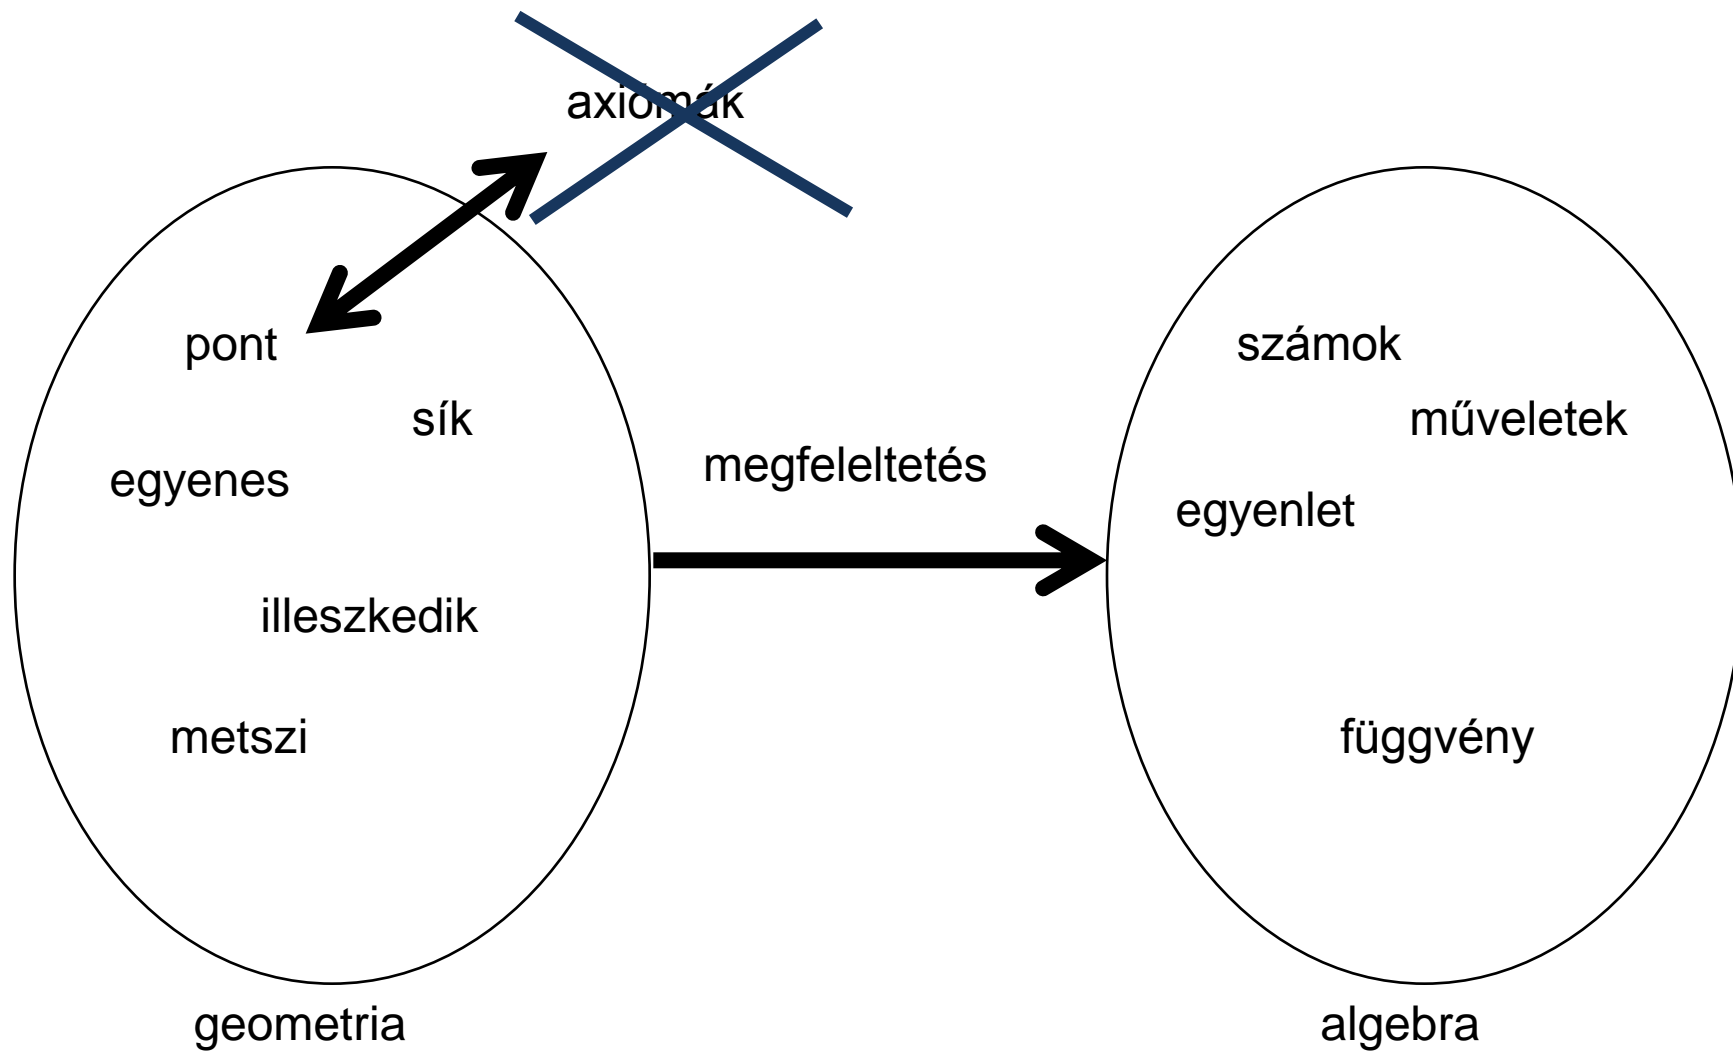 axiómák
pont
számok
sík
műveletek
egyenes
megfeleltetés
egyenlet
illeszkedik
metszi
függvény
geometria
algebra